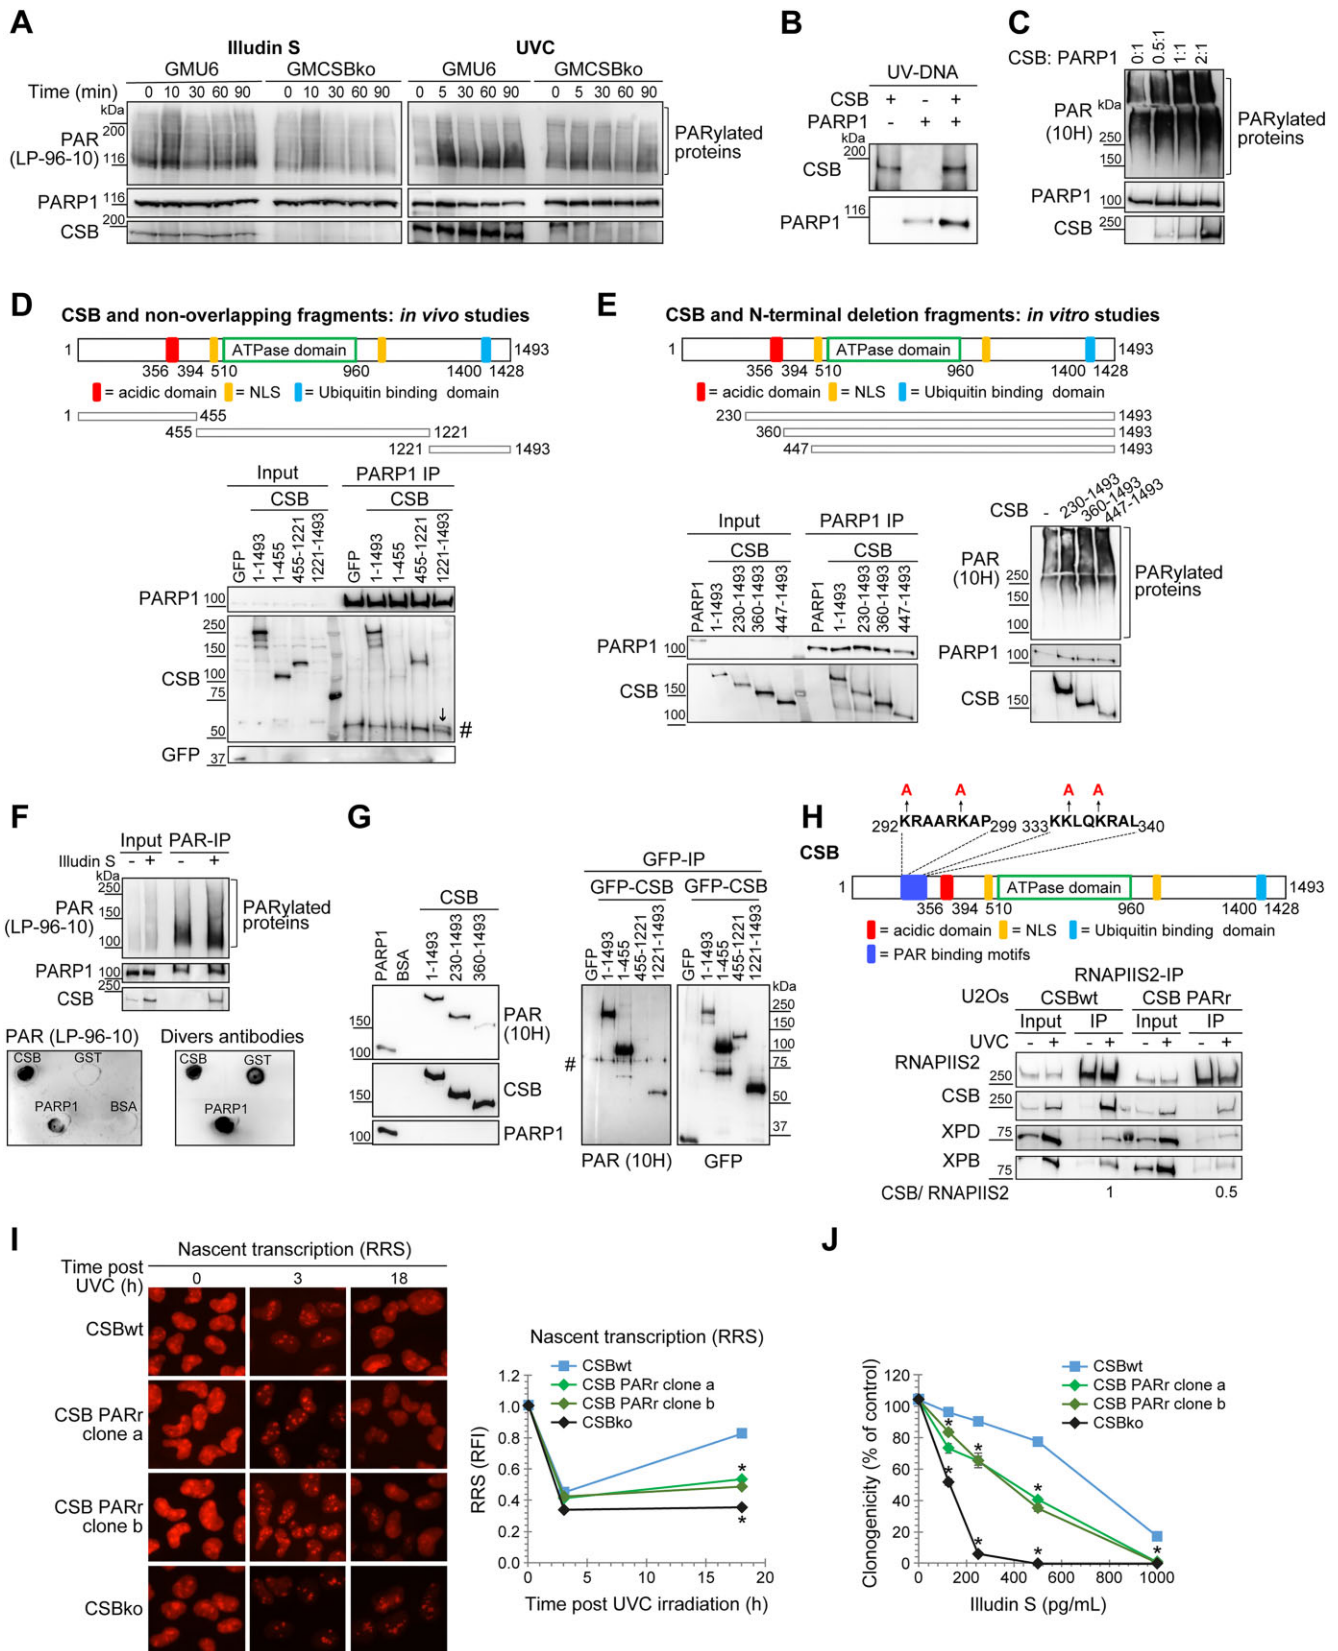 A
Illudin S
UVC
GMU6
GMCSBko
GMU6
GMCSBko
Time (min)
0 10 30 60 90
0 10 30 60 90
0 5 30 60 90
0 5 30 60 90
kDa
200
116
PAR
(LP-96-10)
PARylated
proteins
PARP1
116
200
CSB
B
UV-DNA
CSB + - +
PARP1 - + +
kDa
200
CSB
116
PARP1
C
CSB: PARP1
0:1
0.5:1
1:1
2:1
kDa
PAR
(10H)
250
150
PARylated
proteins
PARP1
100
250
CSB
D
CSB and non-overlapping fragments: in vivo studies
1
ATPase domain
1493
356 394 510 960 1400 1428
= acidic domain
= NLS
= Ubiquitin binding domain
1
455
455
1221
1221
1493
Input
PARP1 IP
CSB
CSB
GFP
1-1493
1-455
455-1221
1221-1493
GFP
1-1493
1-455
455-1221
1221-1493
PARP1
100
250
150
CSB
100
75
50
↓
#
GFP
37
E
CSB and N-terminal deletion fragments: in vitro studies
1
ATPase domain
1493
356 394 510 960 1400 1428
= acidic domain
= NLS
= Ubiquitin binding domain
230
1493
360
1493
447
1493
Input
PARP1 IP
CSB
CSB
PARP1
1-1493
230-1493
360-1493
447-1493
PARP1
1-1493
230-1493
360-1493
447-1493
PARP1
100
CSB
150
100
CSB
-
230-1493
360-1493
447-1493
PAR
(10H)
250
150
100
PARylated
proteins
PARP1
100
CSB
150
F
Input
PAR-IP
Illudin S - + - +
kDa
250
PAR
(LP-96-10)
150
100
PARylated
proteins
PARP1
100
250
CSB
PAR (LP-96-10)
CSB
GST
PARP1
BSA
Divers antibodies
CSB
GST
PARP1
G
CSB
PARP1
BSA
1-1493
230-1493
360-1493
PAR
(10H)
150
100
CSB
150
PARP1
100
GFP-IP
GFP-CSB
GFP-CSB
GFP
1-1493
1-455
455-1221
1221-1493
GFP
1-1493
1-455
455-1221
1221-1493
kDa
250
150
100
75
50
37
#
PAR (10H)
GFP
H
A
A
A
A
292 KRAARKAP 299
333 KKLQKRAL 340
CSB
1
ATPase domain
1493
356 394 510 960 1400 1428
= acidic domain
= NLS
= Ubiquitin binding domain
= PAR binding motifs
RNAPIIS2-IP
U2Os
CSBwt
CSB PARr
Input
IP
Input
IP
UVC - + - + - + - +
RNAPIIS2
250
CSB
250
XPD
75
XPB
75
CSB/ RNAPIIS2
1
0.5
I
Nascent transcription (RRS)
Time post
UVC (h)
0
3
18
CSBwt
CSB PARr
clone a
CSB PARr
clone b
CSBko
Nascent transcription (RRS)
CSBwt
CSB PARr clone a
CSB PARr clone b
CSBko
RRS (RFI)
1.2
1.0
0.8
0.6
0.4
0.2
0.0
*
*
0 5 10 15 20
Time post UVC irradiation (h)
J
CSBwt
CSB PARr clone a
CSB PARr clone b
CSBko
Clonogenicity (% of control)
120
100
80
60
40
20
0
*
*
*
*
*
*
*
0 200 400 600 800 1000
Illudin S (pg/mL)